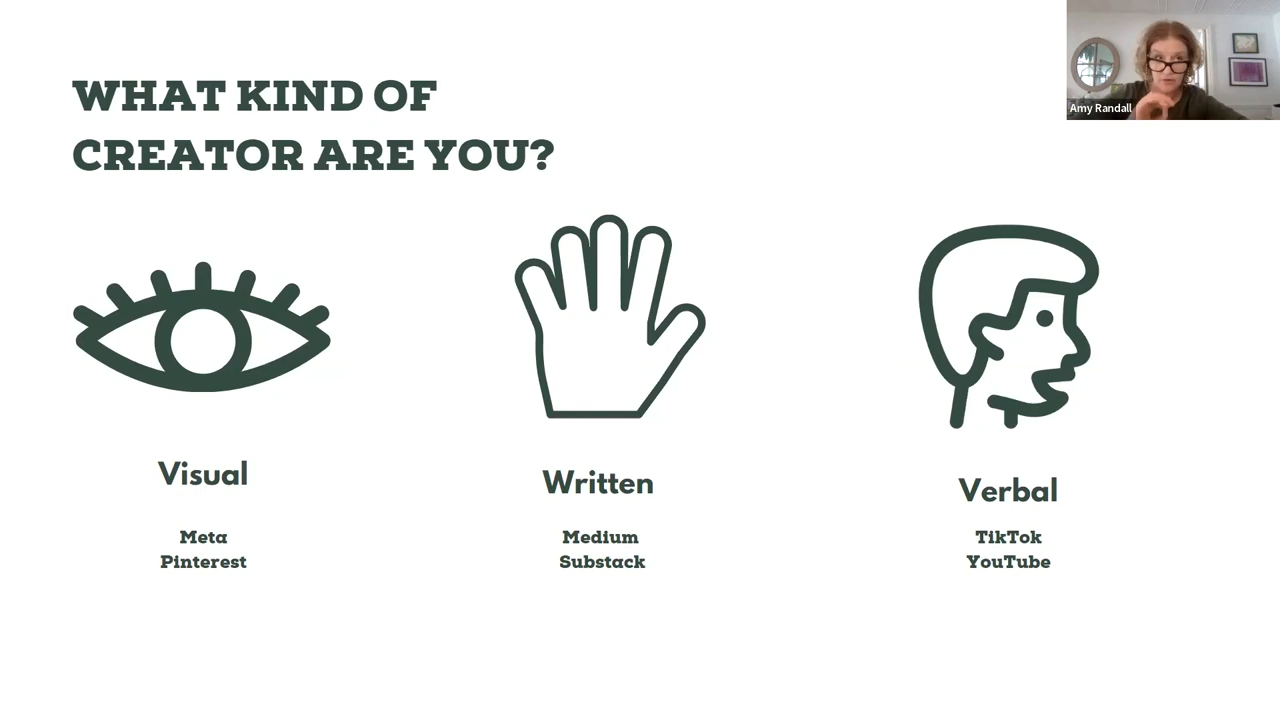 WHAT KIND OF
CREATOR ARE YOU?
Amy Randall
Visual
Meta
Pinterest
Written
Medium
Substack
Verbal
TikTok
YouTube